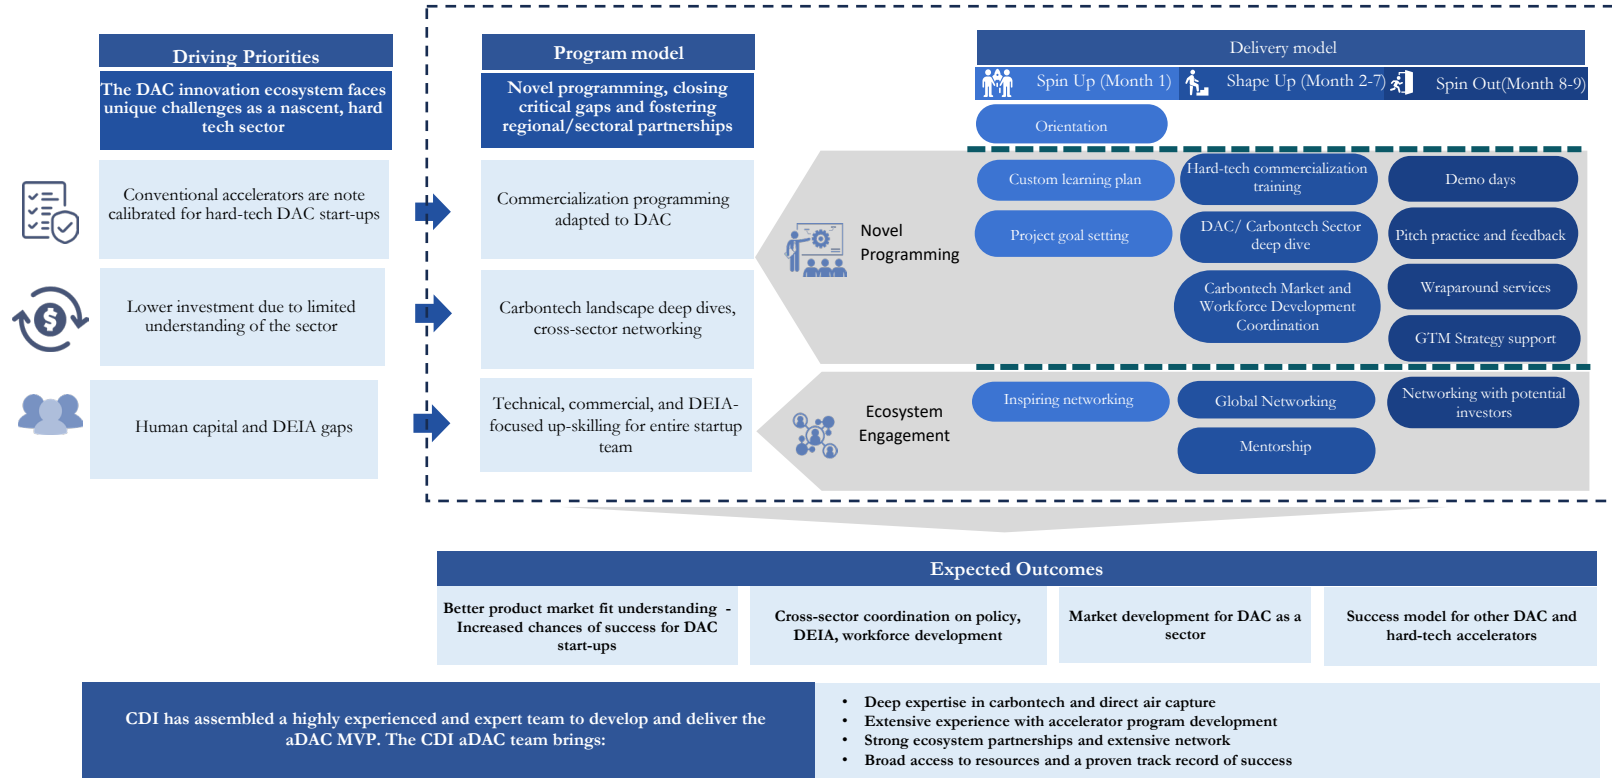 Driving Priorities
The DAC innovation ecosystem faces
unique challenges as a nascent, hard
tech sector
Conventional accelerators are note
calibrated for hard-tech DAC start-ups
Lower investment due to limited
understanding of the sector
Human capital and DEIA gaps
Program model
Novel programming, closing
critical gaps and fostering
regional/sectoral partnerships
Commercialization programming
adapted to DAC
Carbontech landscape deep dives,
cross-sector networking
Technical, commercial, and DEIA-
focused up-skilling for entire startup
team
Delivery model
Spin Up (Month 1)
Shape Up (Month 2-7)
Spin Out(Month 8-9)
Orientation
Novel
Programming
Custom learning plan
Project goal setting
Hard-tech commercialization
training
DAC/ Carbontech Sector
deep dive
Carbontech Market and
Workforce Development
Coordination
Demo days
Pitch practice and feedback
Wraparound services
GTM Strategy support
Ecosystem
Engagement
Inspiring networking
Global Networking
Mentorship
Networking with potential
investors
Expected Outcomes
Better product market fit understanding -
Increased chances of success for DAC
start-ups
Cross-sector coordination on policy,
DEIA, workforce development
Market development for DAC as a
sector
Success model for other DAC and
hard-tech accelerators
CDI has assembled a highly experienced and expert team to develop and deliver the
aDAC MVP. The CDI aDAC team brings:
• Deep expertise in carbontech and direct air capture
• Extensive experience with accelerator program development
• Strong ecosystem partnerships and extensive network
• Broad access to resources and a proven track record of success